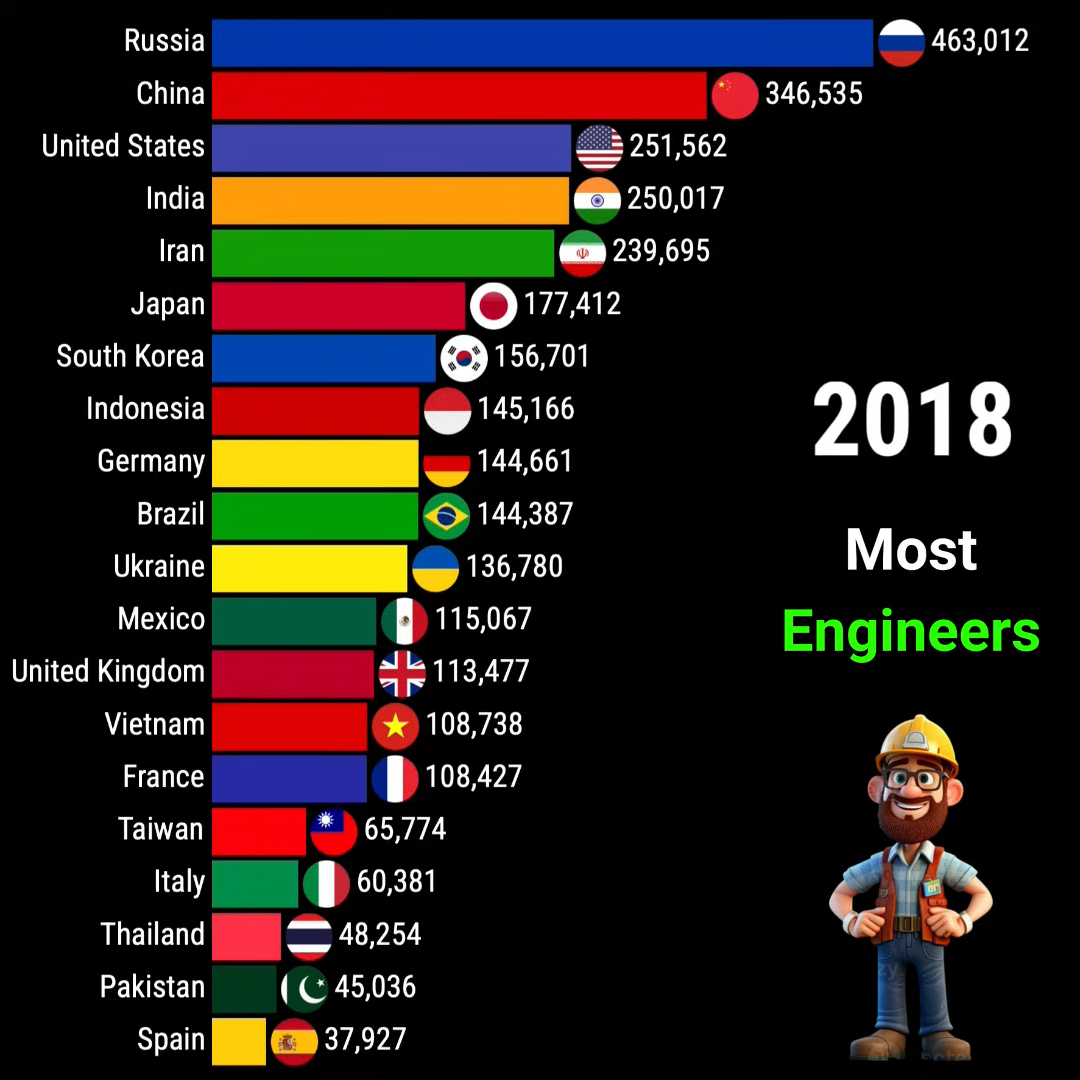 Russia 463,012
China 346,535
United States 251,562
India 250,017
Iran 239,695
Japan 177,412
South Korea 156,701
Indonesia 145,166
Germany 144,661
Brazil 144,387
Ukraine 136,780
Mexico 115,067
United Kingdom 113,477
Vietnam 108,738
France 108,427
Taiwan 65,774
Italy 60,381
Thailand 48,254
Pakistan 45,036
Spain 37,927
2018
Most
Engineers